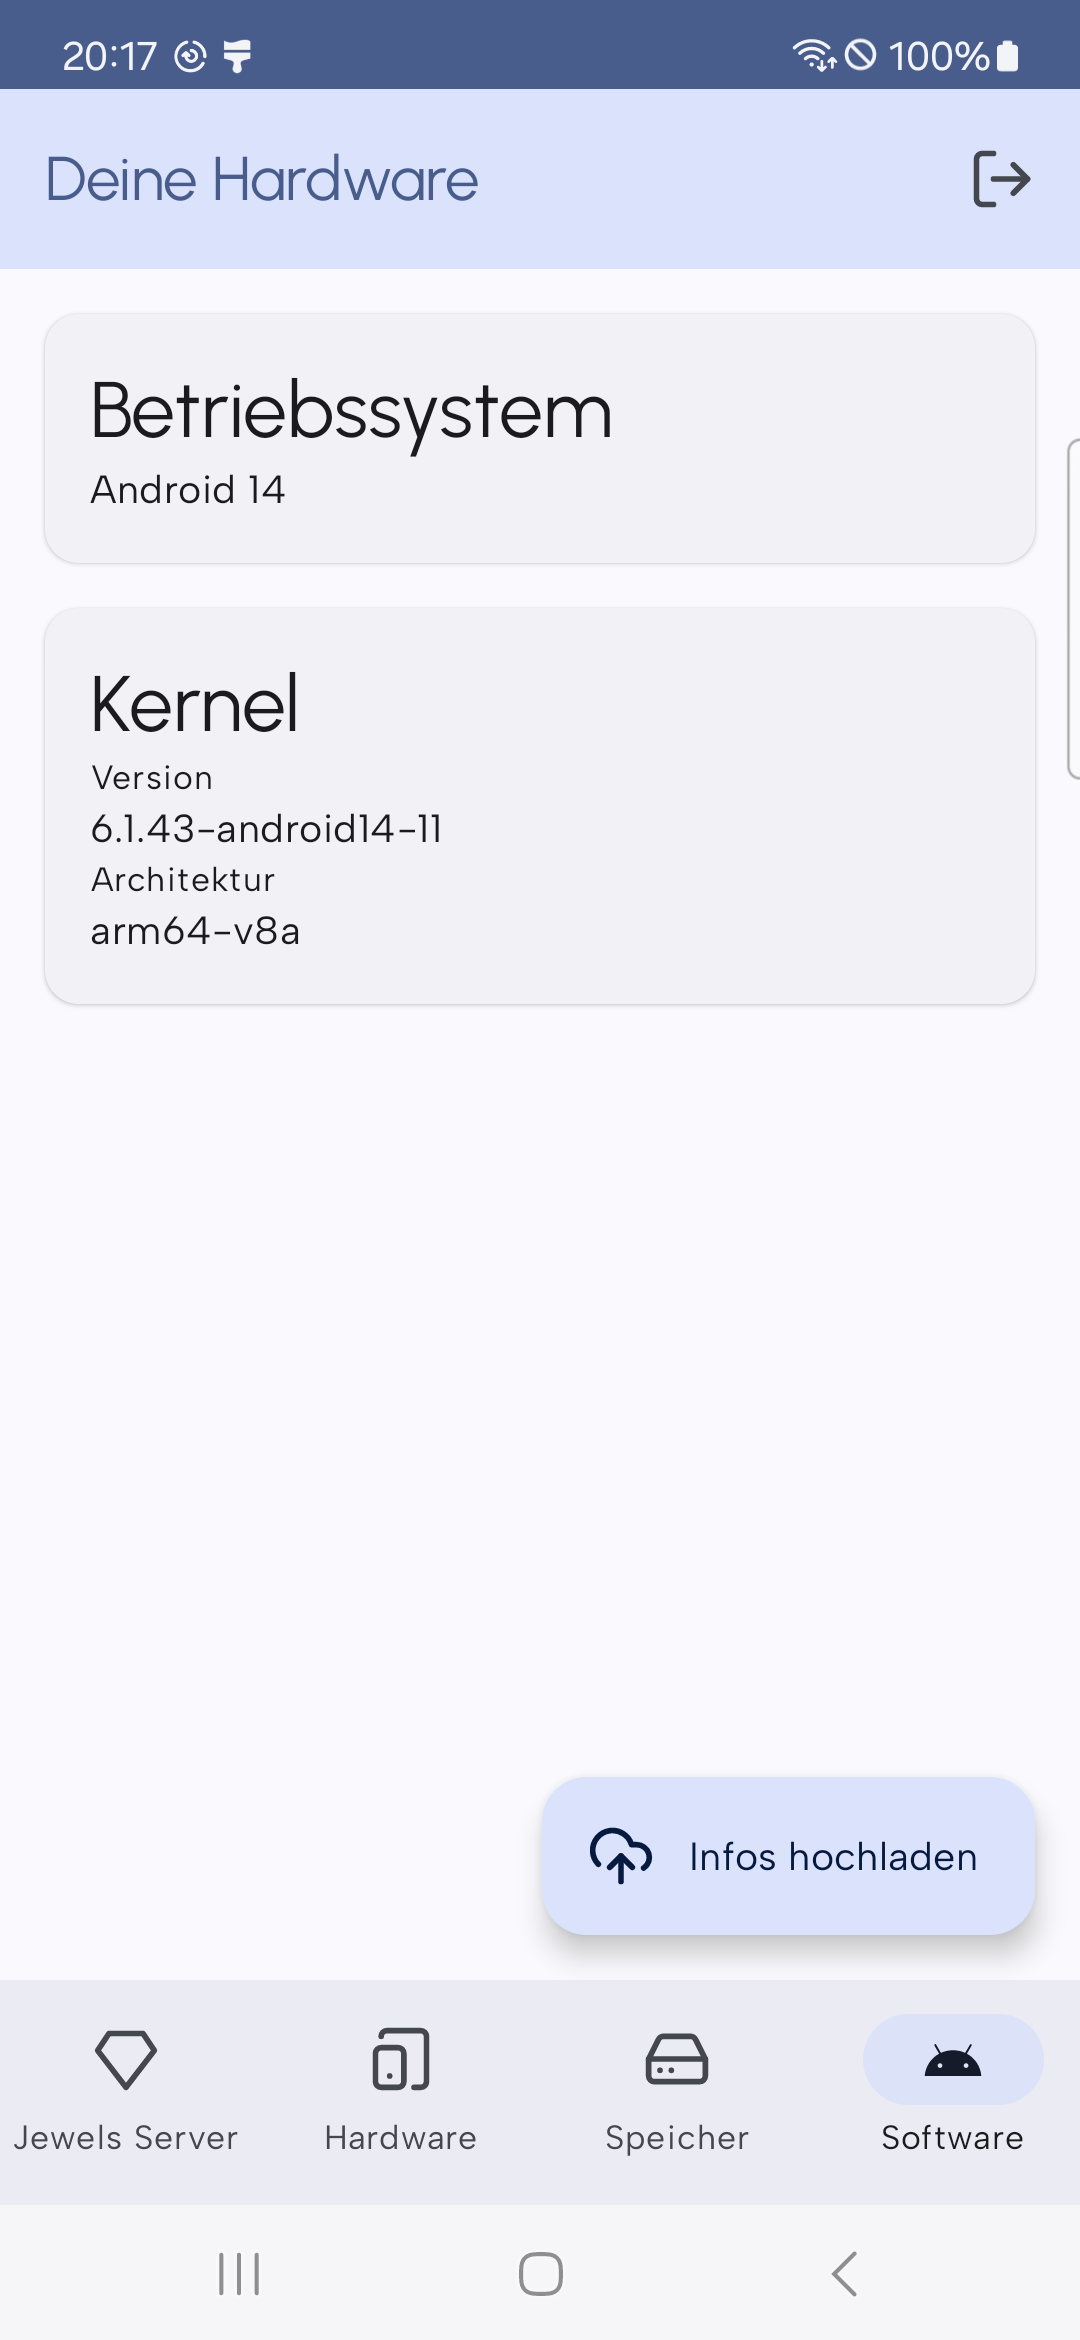 20:17
100%
Deine Hardware
Betriebssystem
Android 14
Kernel
Version
6.1.43-android14-11
Architektur
arm64-v8a
Infos hochladen
Jewels Server
Hardware
Speicher
Software